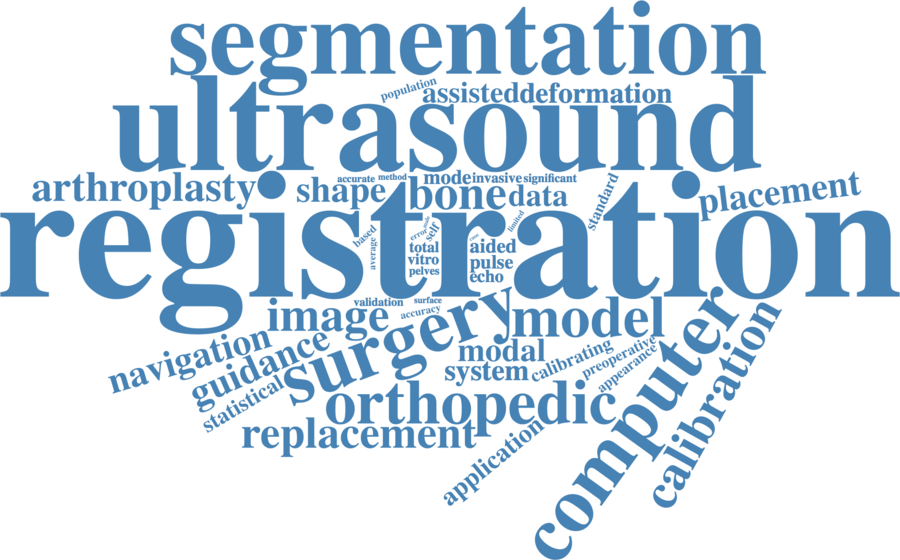 segmentation
population
assisted deformation
ultrasound
accurate method mode invasive significant
arthroplasty shape bone data standard placement
registration
based average error self limited
total aided
vitro pulse
pelves echo
validation surface
accuracy
image surgery model
navigation guidance modal
statistical system calibrating preoperative
appearance
orthopedic computer calibration
replacement application